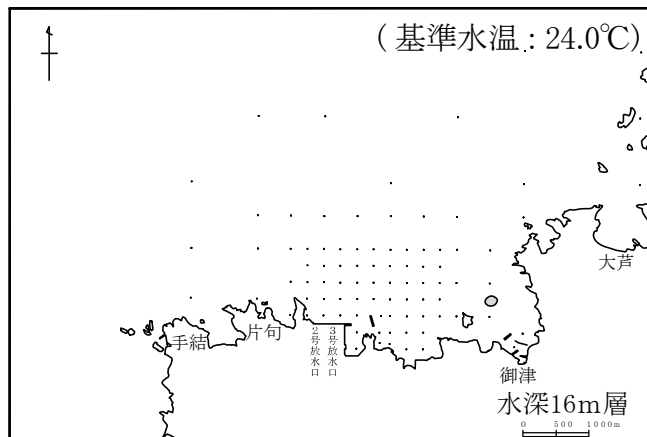 (基準水温:24.0℃)
大芦
手結
片句
2号放水口
3号放水口
御津
水深16m層
0 500 1000m